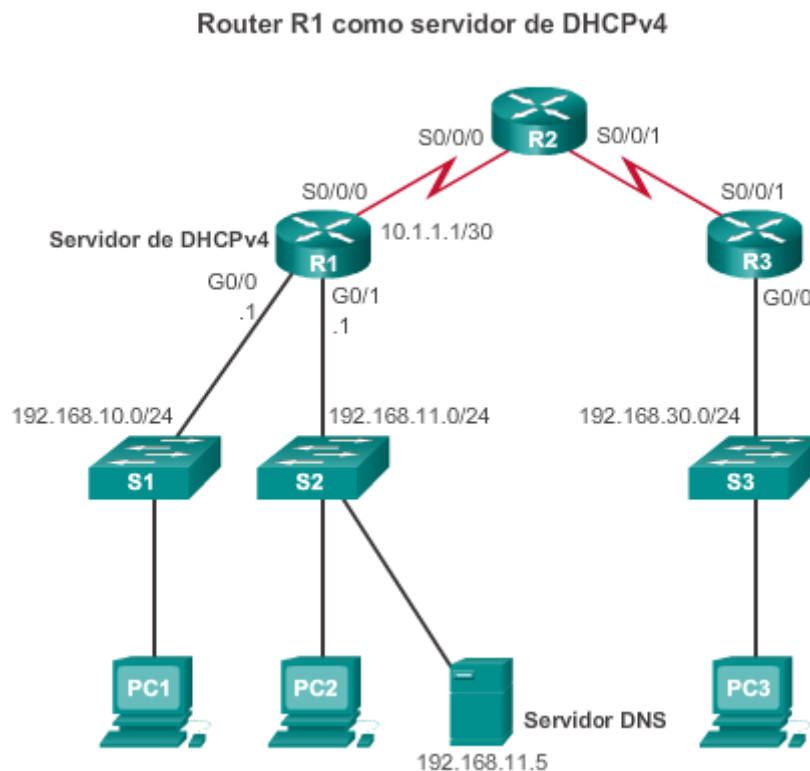 Router R1 como servidor de DHCPv4
S0/0/0
R2
S0/0/1
S0/0/0
S0/0/1
Servidor de DHCPv4
R1
10.1.1.1/30
R3
G0/0
.1
G0/1
.1
G0/0
192.168.10.0/24
192.168.11.0/24
192.168.30.0/24
S1
S2
S3
PC1
PC2
Servidor DNS
PC3
192.168.11.5